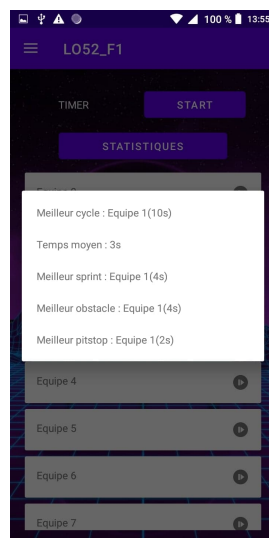 100 % 13:55
LO52_F1
TIMER START
STATISTIQUES
Meilleur cycle : Equipe 1(10s)
Temps moyen : 3s
Meilleur sprint : Equipe 1(4s)
Meilleur obstacle : Equipe 1(4s)
Meilleur pitstop : Equipe 1(2s)
Equipe 4
Equipe 5
Equipe 6
Equipe 7